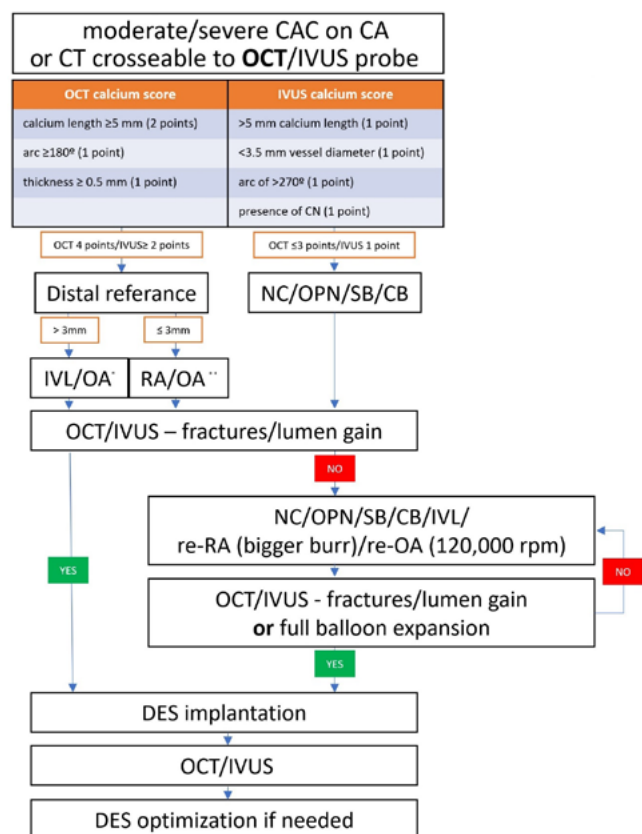 moderate/severe CAC on CA
or CT crosseable to OCT/IVUS probe
OCT calcium score
IVUS calcium score
calcium length ≥5 mm (2 points)
>5 mm calcium length (1 point)
arc ≥180º (1 point)
<3.5 mm vessel diameter (1 point)
thickness ≥ 0.5 mm (1 point)
arc of >270º (1 point)
presence of CN (1 point)
OCT 4 points/IVUS≥ 2 points
OCT ≤3 points/IVUS 1 point
Distal referance
NC/OPN/SB/CB
> 3mm
≤ 3mm
IVL/OA*
RA/OA**
OCT/IVUS – fractures/lumen gain
NO
NC/OPN/SB/CB/IVL/
re-RA (bigger burr)/re-OA (120,000 rpm)
YES
NO
OCT/IVUS - fractures/lumen gain
or full balloon expansion
YES
DES implantation
OCT/IVUS
DES optimization if needed